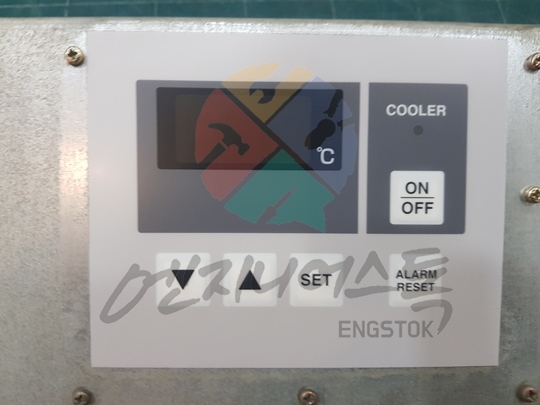 COOLER
℃
ON
OFF
▼ ▲ SET
ALARM
RESET
엔지니어스톡
ENGSTOK